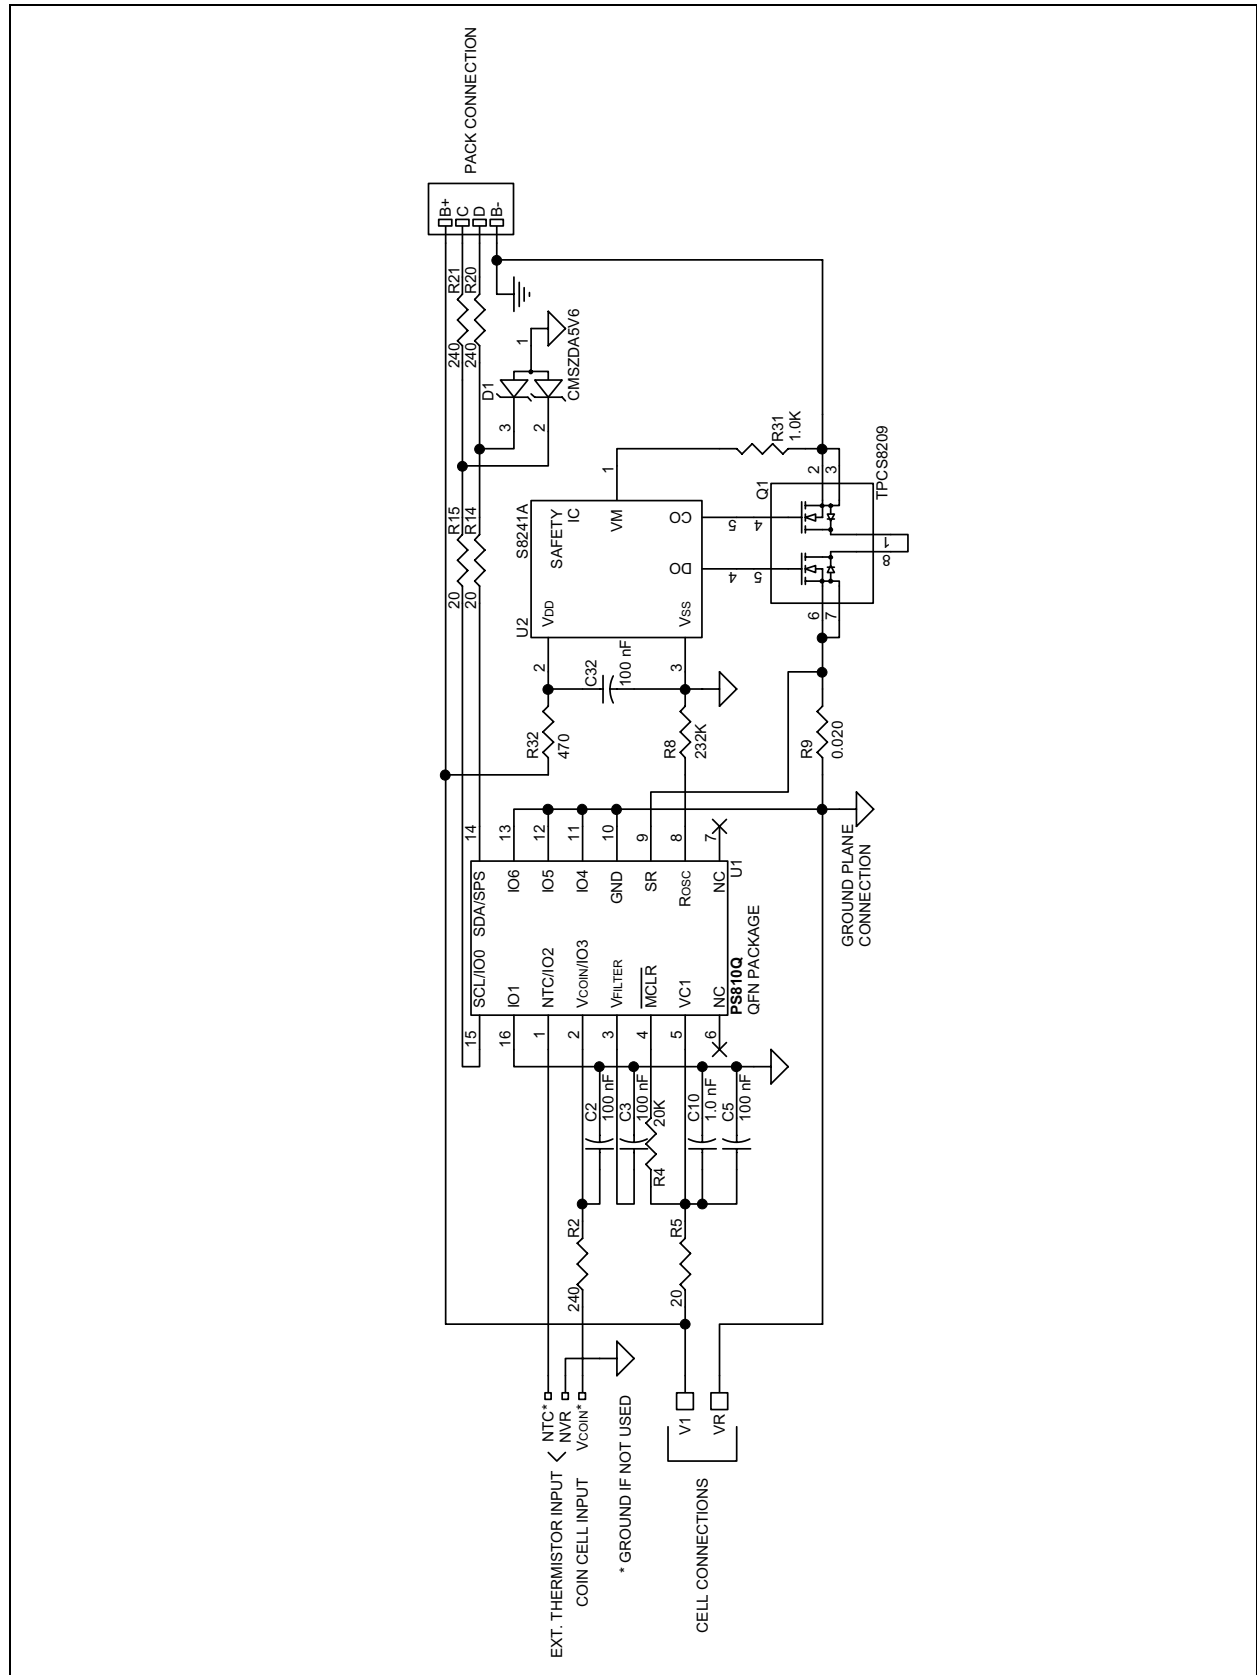 EXT. THERMISTOR INPUT
NTC*
NVR
COIN CELL INPUT
VCOIN*
* GROUND IF NOT USED
CELL CONNECTIONS
V1
VR
R2
240
R5
20
C2
100 nF
C3
100 nF
R4
20K
C10
1.0 nF
C5
100 nF
15
16
1
2
3
4
5
6
SCL/IO0
SDA/SPS
IO1
IO6
NTC/IO2
IO5
VCOIN/IO3
IO4
VFILTER
GND
MCLR
SR
VC1
ROSC
NC
NC
PS810Q
QFN PACKAGE
U1
14
13
12
11
10
9
8
7
GROUND PLANE
CONNECTION
R32
470
R8
232K
R9
0.020
C32
100 nF
2
3
U2
S8241A
VDD
SAFETY
IC
VM
VSS
DO
CO
1
4
5
5
4
R31
1.0K
Q1
6
7
2
3
8
1
TPCS8209
20
R15
20
R14
D1
3
2
1
CMSZDA5V6
240
R21
240
R20
B+
C
D
B-
PACK CONNECTION